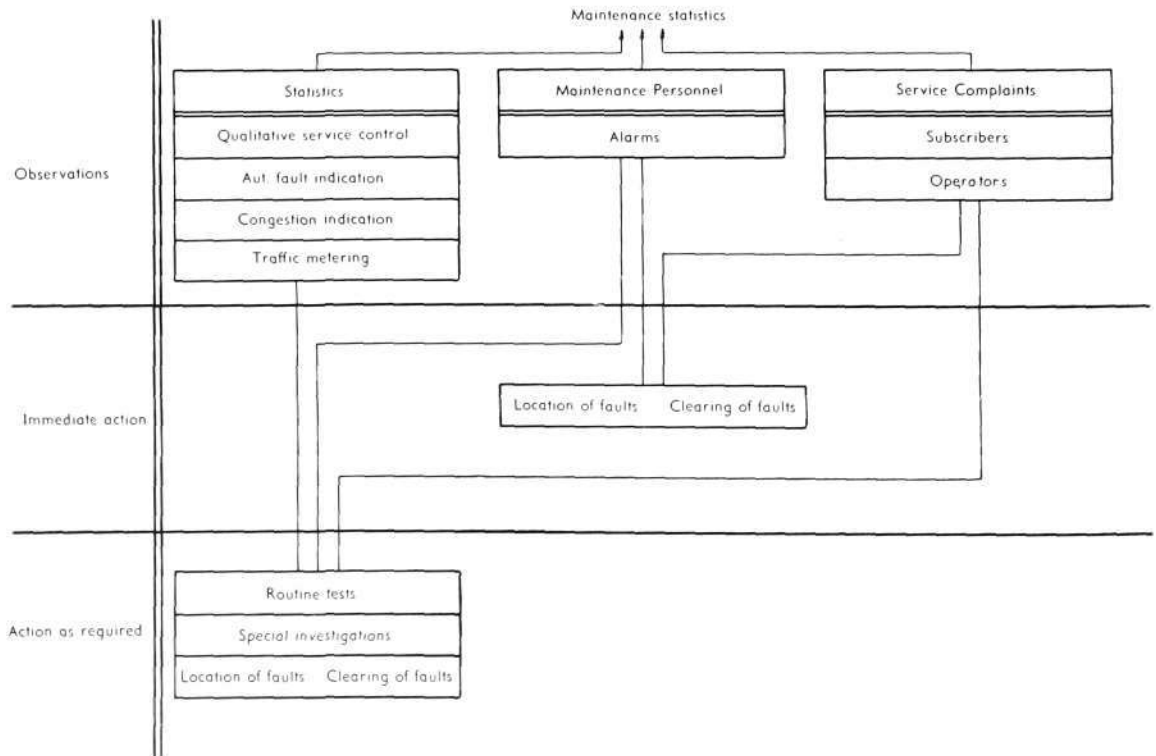 Maintenance statistics
Statistics
Maintenance Personnel
Service Complaints
Qualitative service control
Alarms
Subscribers
Observations
Aut. fault indication
Operators
Congestion indication
Traffic metering
Immediate action
Location of faults Clearing of faults
Routine tests
Action as required
Special investigations
Location of faults Clearing of faults